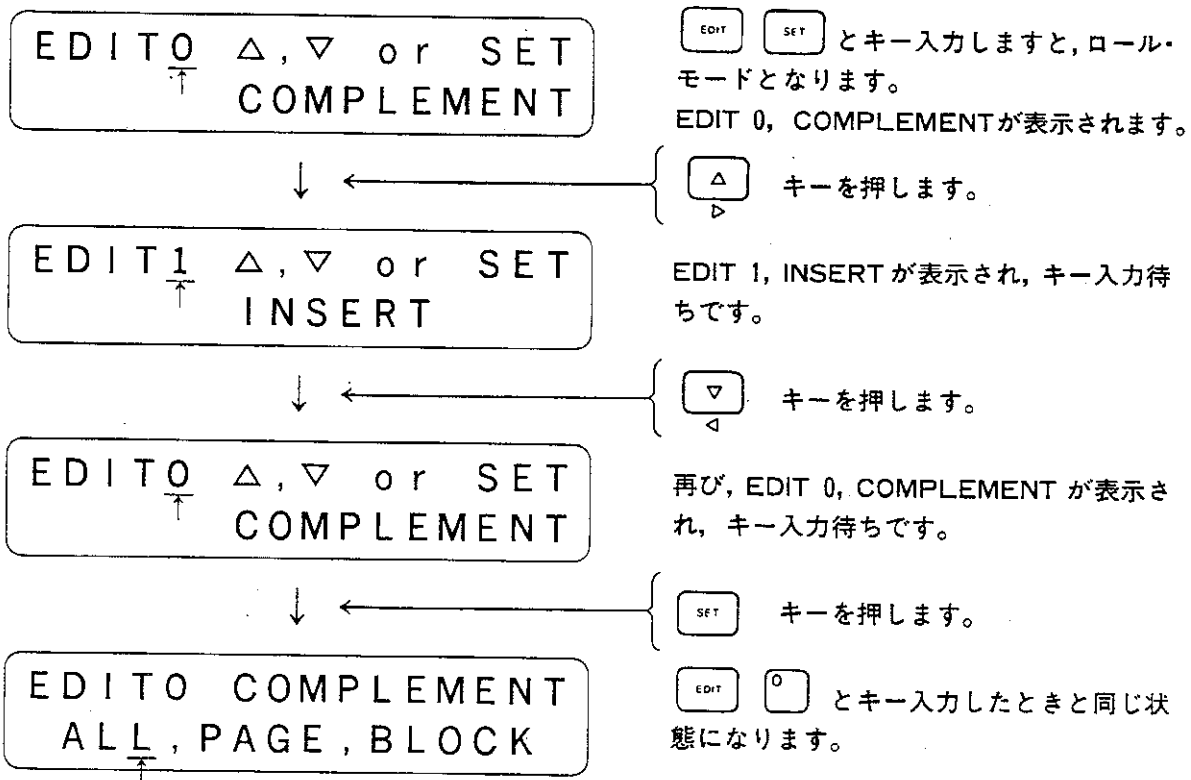 EDIT0 △,▽ or SET
COMPLEMENT
EDIT SET とキー入力しますと,ロール・
モードとなります。
EDIT 0, COMPLEMENTが表示されます。
↓ ←
△ キーを押します。
▷
EDIT1 △,▽ or SET
INSERT
EDIT 1, INSERTが表示され,キー入力待
ちです。
↓ ←
▽ キーを押します。
◁
EDIT0 △,▽ or SET
COMPLEMENT
再び,EDIT 0, COMPLEMENT が表示さ
れ,キー入力待ちです。
↓ ←
SET キーを押します。
EDIT0 COMPLEMENT
ALL,PAGE,BLOCK
EDIT 0 とキー入力したときと同じ状
態になります。